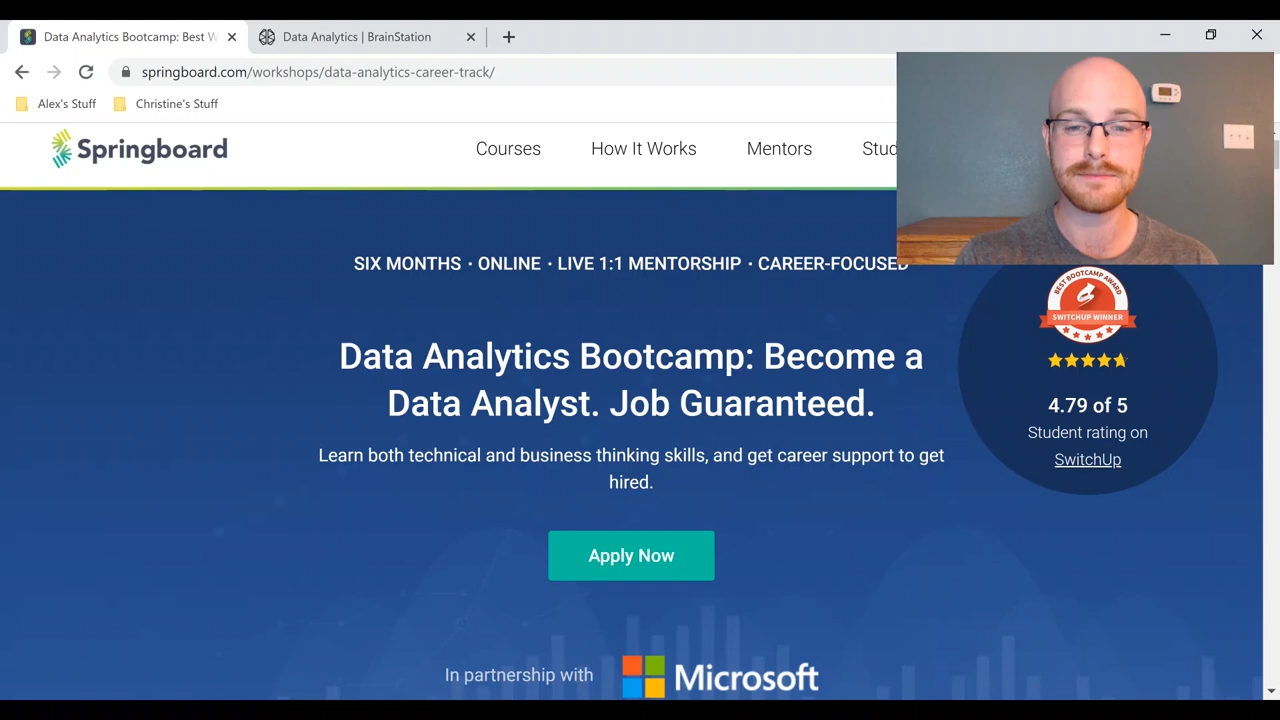 Data Analytics Bootcamp: Best W
Data Analytics | BrainStation
springboard.com/workshops/data-analytics-career-track/
Alex's Stuff
Christine's Stuff
Springboard
Courses
How It Works
Mentors
Stud
SIX MONTHS · ONLINE · LIVE 1:1 MENTORSHIP · CAREER-FOCUSED
Data Analytics Bootcamp: Become a
Data Analyst. Job Guaranteed.
Learn both technical and business thinking skills, and get career support to get
hired.
Apply Now
BEST BOOTCAMP AWARD
SWITCHUP WINNER
4.79 of 5
Student rating on
SwitchUp
In partnership with
Microsoft